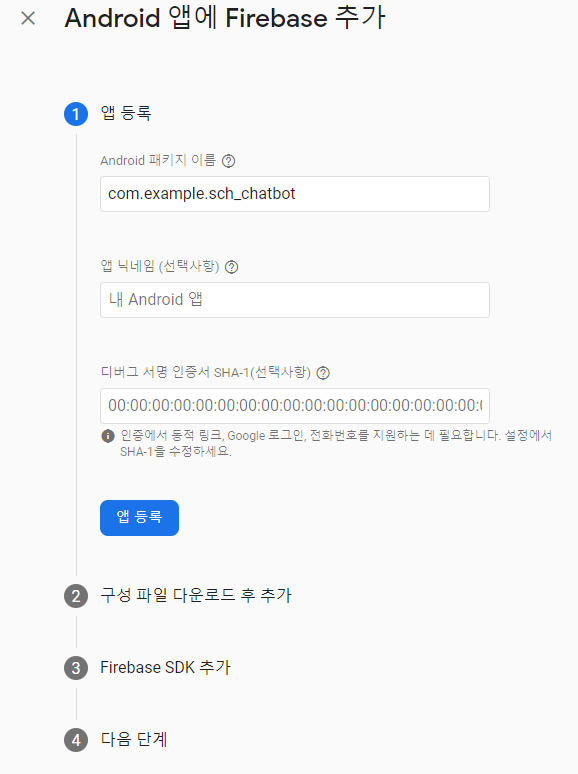 Android 앱에 Firebase 추가
1 앱 등록
Android 패키지 이름 ?
com.example.sch_chatbot
앱 닉네임 (선택사항) ?
내 Android 앱
디버그 서명 인증서 SHA-1(선택사항) ?
00:00:00:00:00:00:00:00:00:00:00:00:00:00:00:00:0
인증에서 동적 링크, Google 로그인, 전화번호를 지원하는 데 필요합니다. 설정에서
SHA-1을 수정하세요.
앱 등록
2 구성 파일 다운로드 후 추가
3 Firebase SDK 추가
4 다음 단계